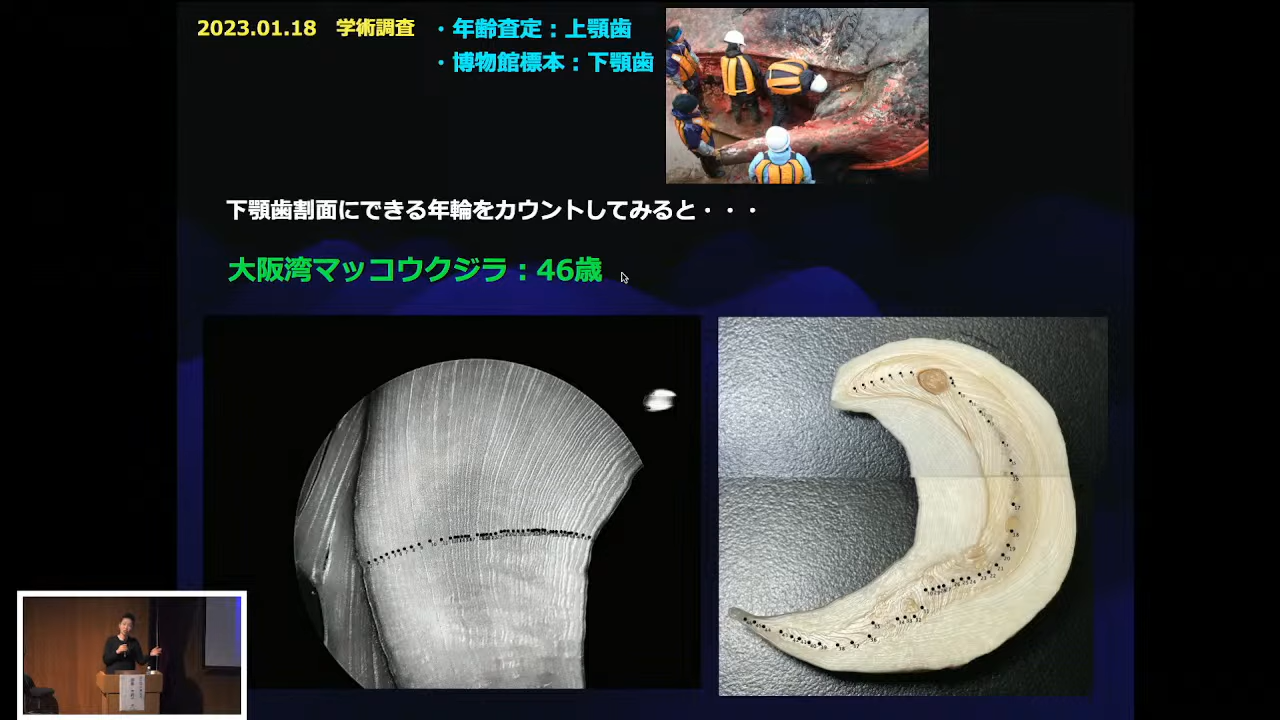 2023.01.18 学術調査
・年齢査定：上顎歯
・博物館標本：下顎歯
下顎歯割面にできる年輪をカウントしてみると・・・
大阪湾マッコウクジラ：46歳